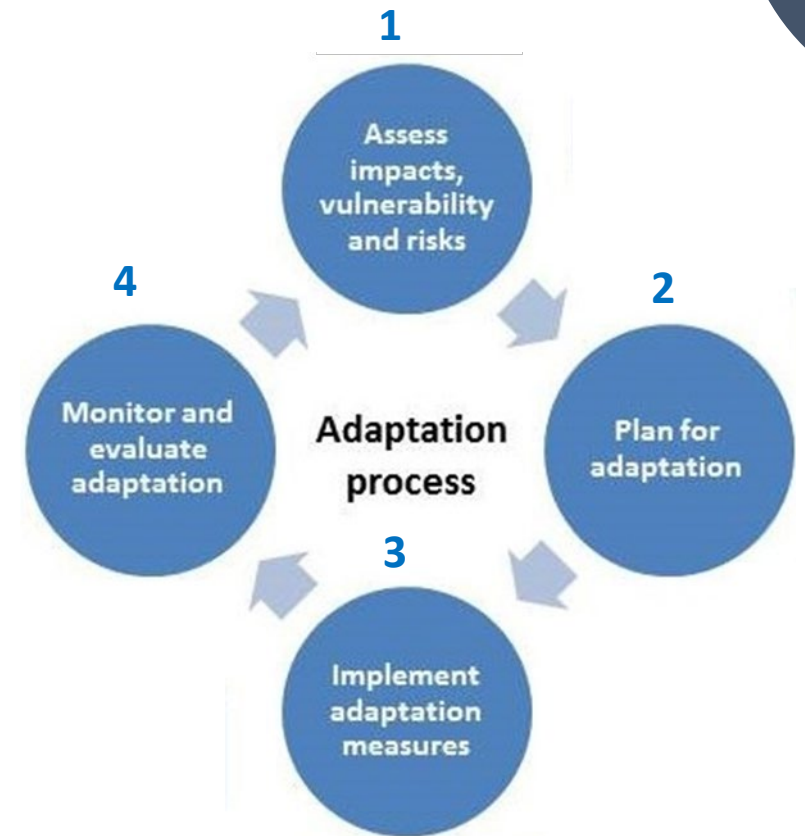 1
Assess
impacts,
vulnerability
and risks
2
Plan for
adaptation
3
Implement
adaptation
measures
4
Monitor and
evaluate
adaptation
Adaptation
process